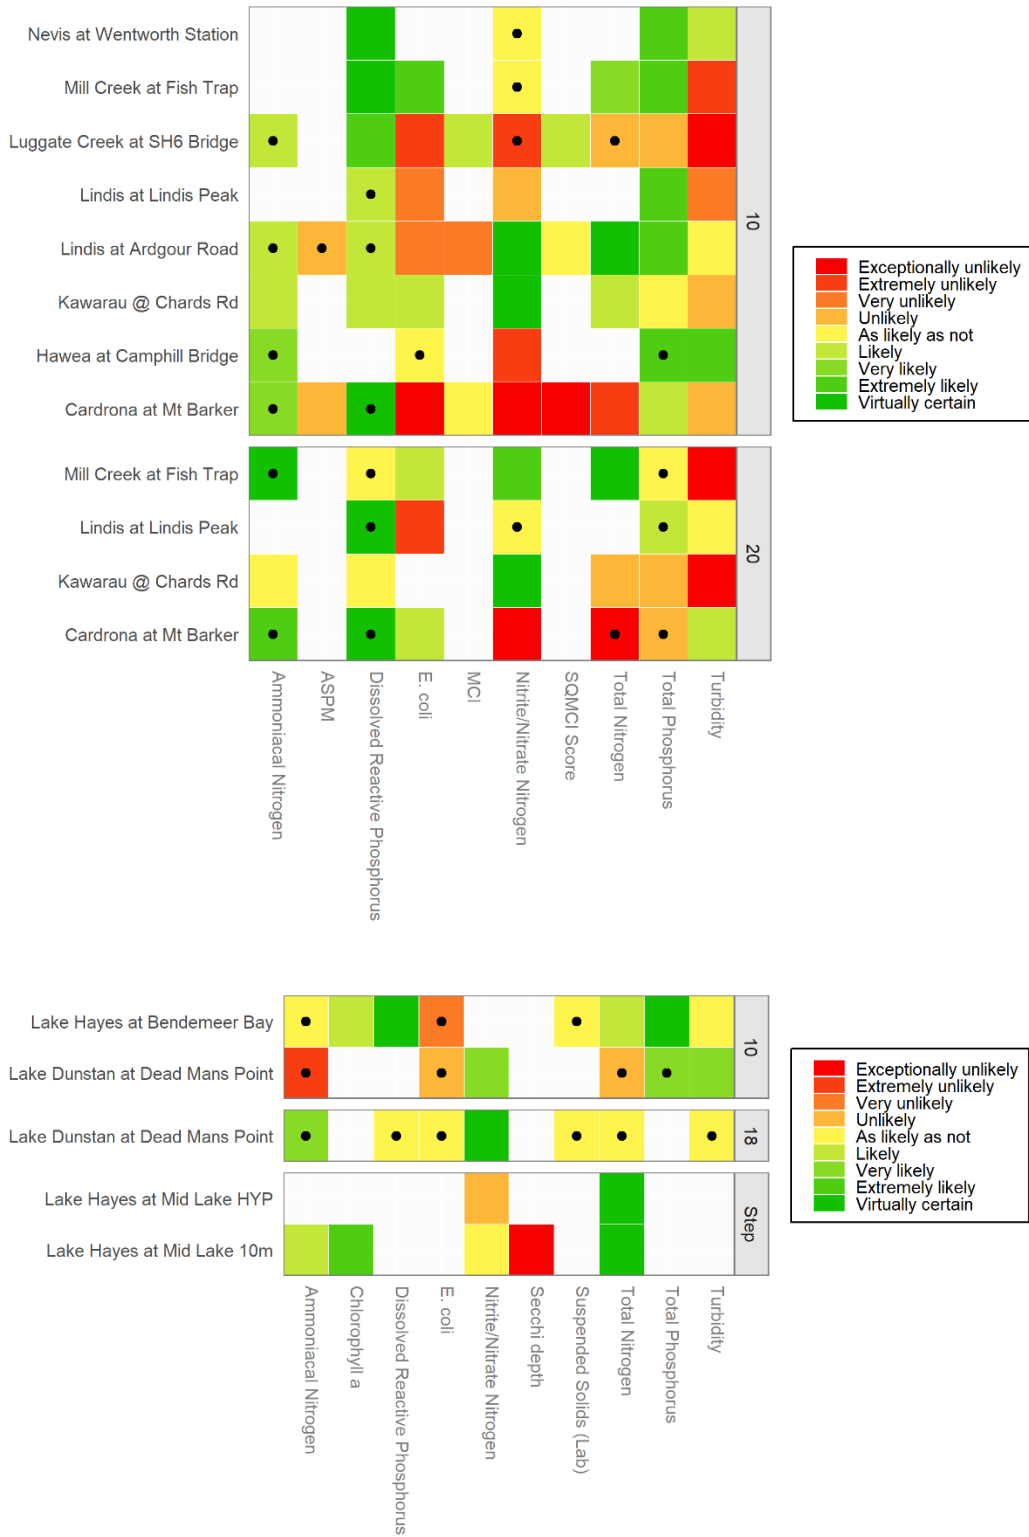 Nevis at Wentworth Station
Mill Creek at Fish Trap
Luggate Creek at SH6 Bridge
Lindis at Lindis Peak
Lindis at Ardgour Road
Kawarau @ Chards Rd
Hawea at Camphill Bridge
Cardrona at Mt Barker
10
Mill Creek at Fish Trap
Lindis at Lindis Peak
Kawarau @ Chards Rd
Cardrona at Mt Barker
20
Ammoniacal Nitrogen
ASPM
Dissolved Reactive Phosphorus
E. coli
MCI
Nitrite/Nitrate Nitrogen
SQMCI Score
Total Nitrogen
Total Phosphorus
Turbidity
Exceptionally unlikely
Extremely unlikely
Very unlikely
Unlikely
As likely as not
Likely
Very likely
Extremely likely
Virtually certain
Lake Hayes at Bendemeer Bay
Lake Dunstan at Dead Mans Point
10
Lake Dunstan at Dead Mans Point
18
Lake Hayes at Mid Lake HYP
Lake Hayes at Mid Lake 10m
Step
Ammoniacal Nitrogen
Chlorophyll a
Dissolved Reactive Phosphorus
E. coli
Nitrite/Nitrate Nitrogen
Secchi depth
Suspended Solids (Lab)
Total Nitrogen
Total Phosphorus
Turbidity
Exceptionally unlikely
Extremely unlikely
Very unlikely
Unlikely
As likely as not
Likely
Very likely
Extremely likely
Virtually certain